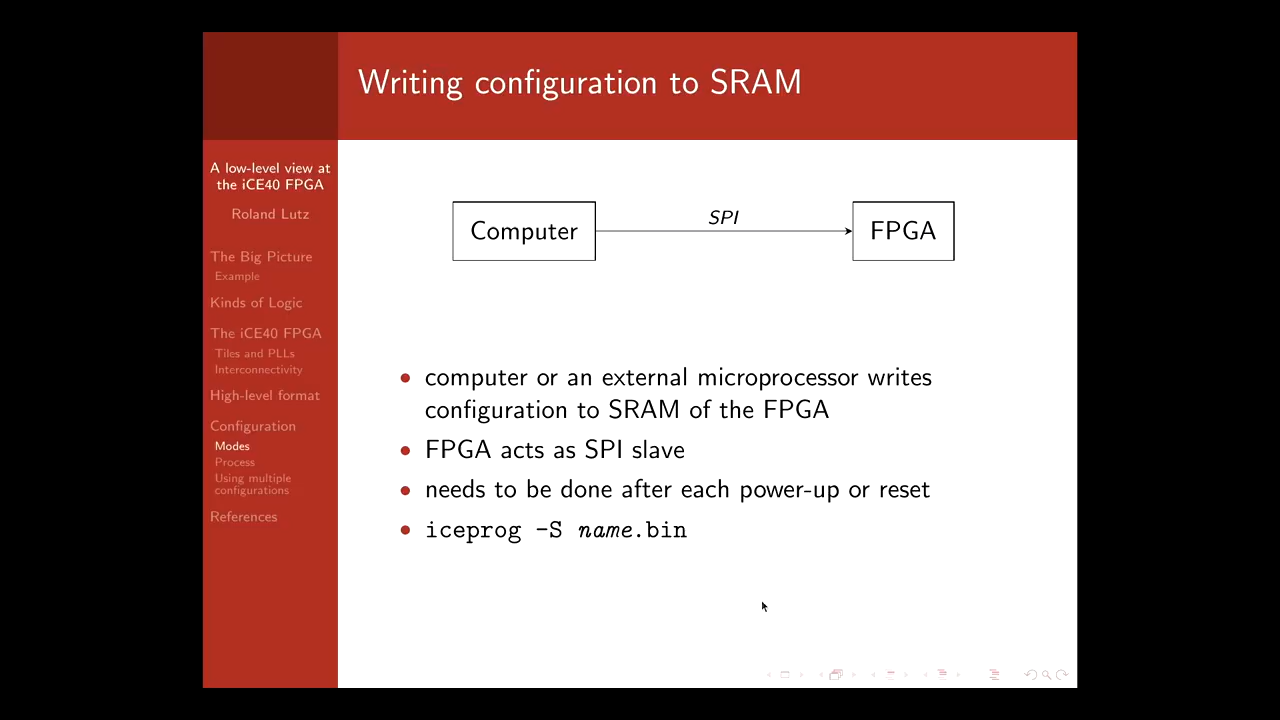 Writing configuration to SRAM
A low-level view at
the iCE40 FPGA
Roland Lutz
The Big Picture
Example
Kinds of Logic
The iCE40 FPGA
Tiles and PLLs
Interconnectivity
High-level format
Configuration
Modes
Process
Using multiple
configurations
References
Computer
SPI
FPGA
• computer or an external microprocessor writes
configuration to SRAM of the FPGA
• FPGA acts as SPI slave
• needs to be done after each power-up or reset
• iceprog -S name.bin